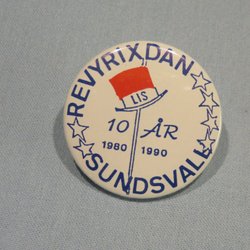 REVYRIXDAN
LIS
10 ÅR
1980 1990
SUNDSVALL